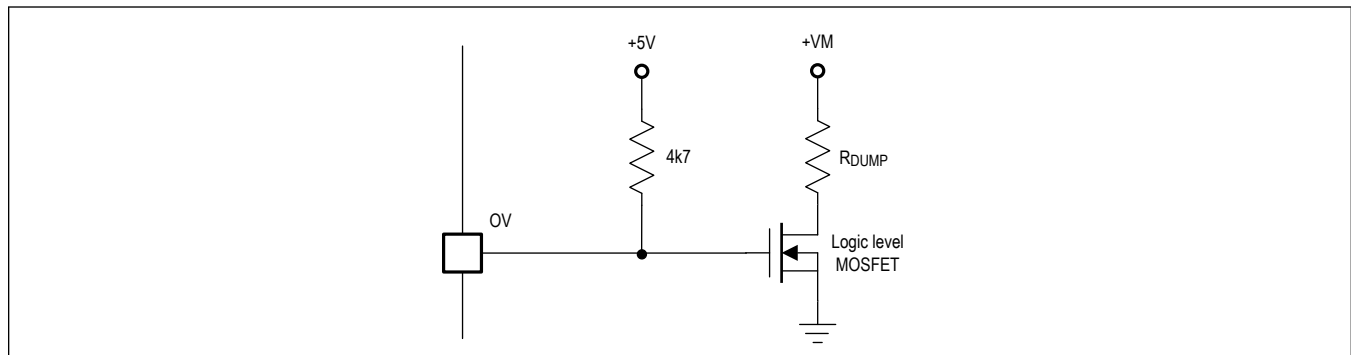 +5V
+VM
4k7
RDUMP
OV
Logic level
MOSFET